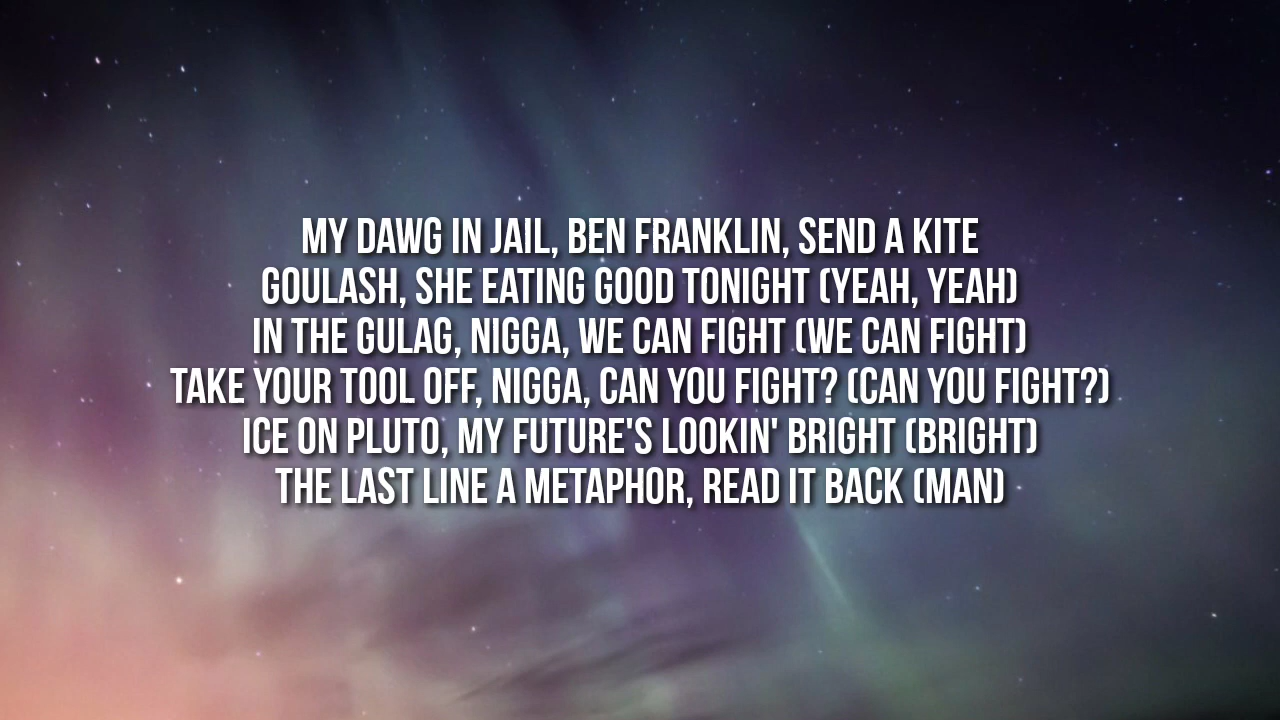 MY DAWG IN JAIL, BEN FRANKLIN, SEND A KITE
GOULASH, SHE EATING GOOD TONIGHT (YEAH, YEAH)
IN THE GULAG, NIGGA, WE CAN FIGHT (WE CAN FIGHT)
TAKE YOUR TOOL OFF, NIGGA, CAN YOU FIGHT? (CAN YOU FIGHT?)
ICE ON PLUTO, MY FUTURE'S LOOKIN' BRIGHT (BRIGHT)
THE LAST LINE A METAPHOR, READ IT BACK (MAN)